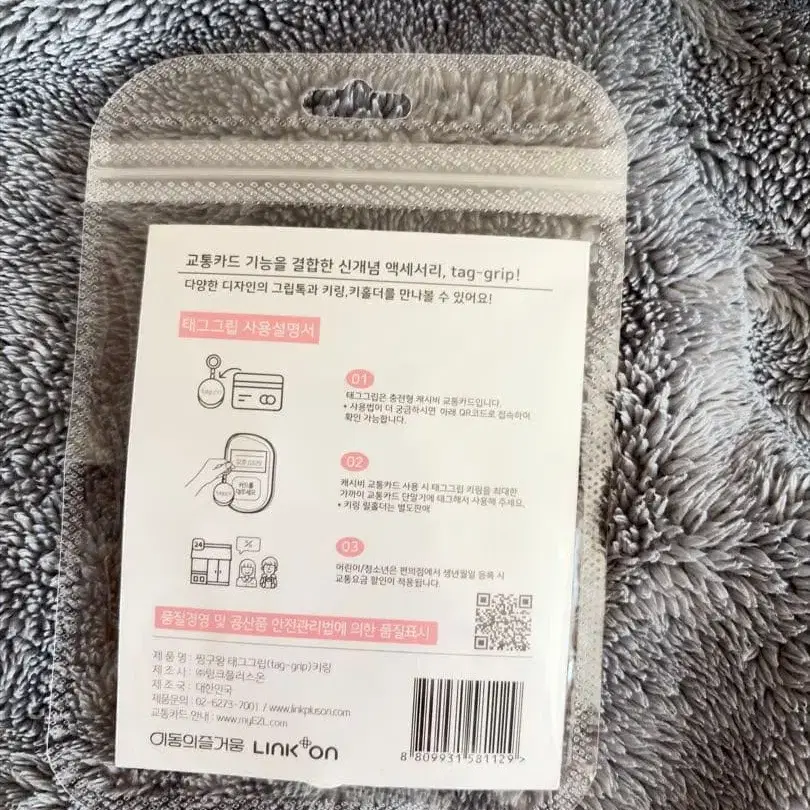 교통카드 기능을 결합한 신개념 액세서리, tag-grip!
다양한 디자인의 그립톡과 키링,키홀더를 만나볼 수 있어요!
태그그립 사용설명서
01
태그그립은 충전형 캐시비 교통카드입니다.
* 사용법이 더 궁금하시면 아래 QR코드로 접속하여
확인 가능합니다.
02
캐시비 교통카드 사용 시 태그그립 키링을 최대한
가까이 교통카드 단말기에 태그해서 사용해 주세요.
* 키링 릴홀더는 별도판매
카드를
대주세요
24
%
03
어린이/청소년은 편의점에서 생년월일 등록 시
교통요금 할인이 적용됩니다.
품질경영 및 공산품 안전관리법에 의한 품질표시
제 품 명 : 짱구왕 태그그립(tag-grip)키링
제 조 사 : ㈜링크플러스온
제 조 국 : 대한민국
제품문의 : 02-6273-7001 / www.linkpluson.com
교통카드 안내 : www.myEZL.com
이동의즐거움 LINK+ON
8 809931 581129 >